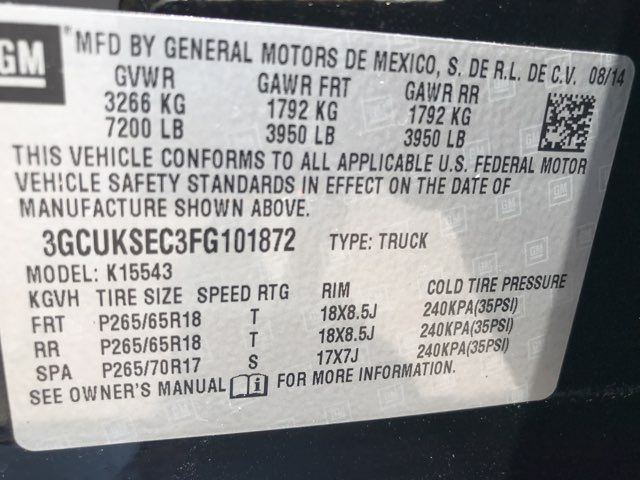 GM
MFD BY GENERAL MOTORS DE MEXICO, S. DE R.L. DE C.V. 08/14
GVWR GAWR FRT GAWR RR
3266 KG 1792 KG 1792 KG
7200 LB 3950 LB 3950 LB
THIS VEHICLE CONFORMS TO ALL APPLICABLE U.S. FEDERAL MOTOR
VEHICLE SAFETY STANDARDS IN EFFECT ON THE DATE OF
MANUFACTURE SHOWN ABOVE.
3GCUKSEC3FG101872 TYPE: TRUCK
MODEL: K15543
KGVH TIRE SIZE SPEED RTG RIM COLD TIRE PRESSURE
FRT P265/65R18 T 18X8.5J 240KPA(35PSI)
RR P265/65R18 T 18X8.5J 240KPA(35PSI)
SPA P265/70R17 S 17X7J 240KPA(35PSI)
SEE OWNER'S MANUAL i FOR MORE INFORMATION.